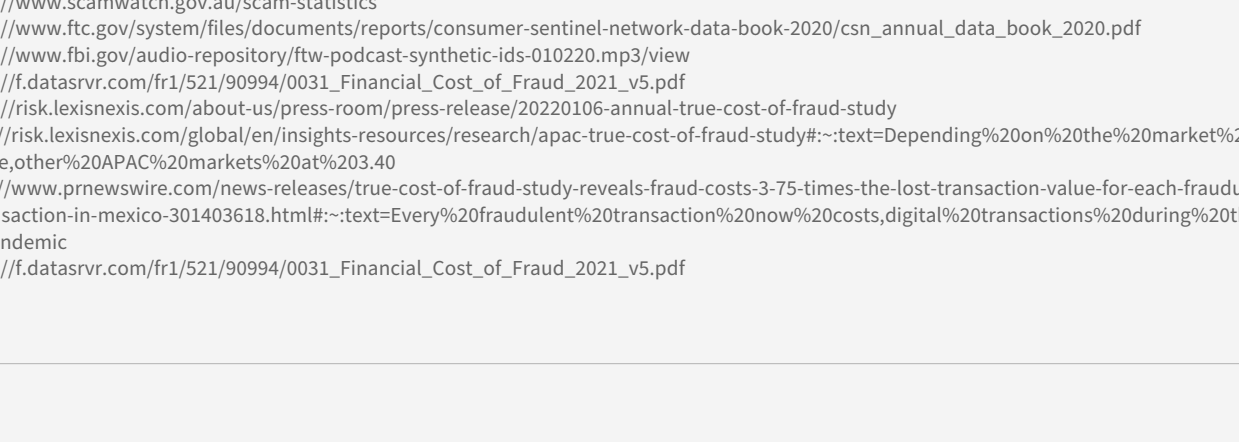 //www.scamwatch.gov.au/scam-statistics
//www.ftc.gov/system/files/documents/reports/consumer-sentinel-network-data-book-2020/csn_annual_data_book_2020.pdf
//www.fbi.gov/audio-repository/ftw-podcast-synthetic-ids-010220.mp3/view
//f.datasrvr.com/fr1/521/90994/0031_Financial_Cost_of_Fraud_2021_v5.pdf
//risk.lexisnexis.com/about-us/press-room/press-release/20220106-annual-true-cost-of-fraud-study
//risk.lexisnexis.com/global/en/insights-resources/research/apac-true-cost-of-fraud-study#:~:text=Depending%20on%20the%20market%2
e,other%20APAC%20markets%20at%203.40
//www.prnewswire.com/news-releases/true-cost-of-fraud-study-reveals-fraud-costs-3-75-times-the-lost-transaction-value-for-each-fraudu
saction-in-mexico-301403618.html#:~:text=Every%20fraudulent%20transaction%20now%20costs,digital%20transactions%20during%20t
ndemic
//f.datasrvr.com/fr1/521/90994/0031_Financial_Cost_of_Fraud_2021_v5.pdf